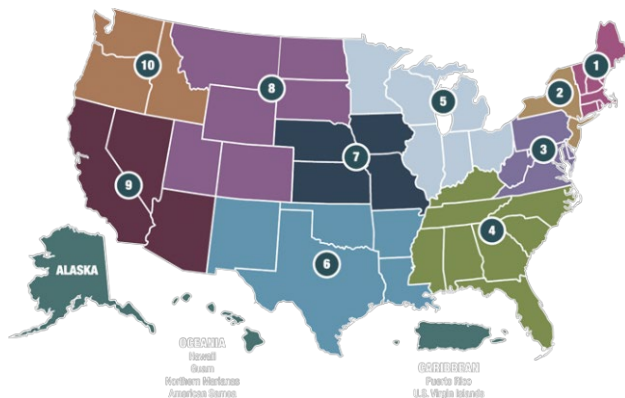 1
2
3
4
5
6
7
8
9
10
ALASKA
OCEANIA
Hawaii
Guam
Northern Marianas
American Samoa
CARIBBEAN
Puerto Rico
U.S. Virgin Islands